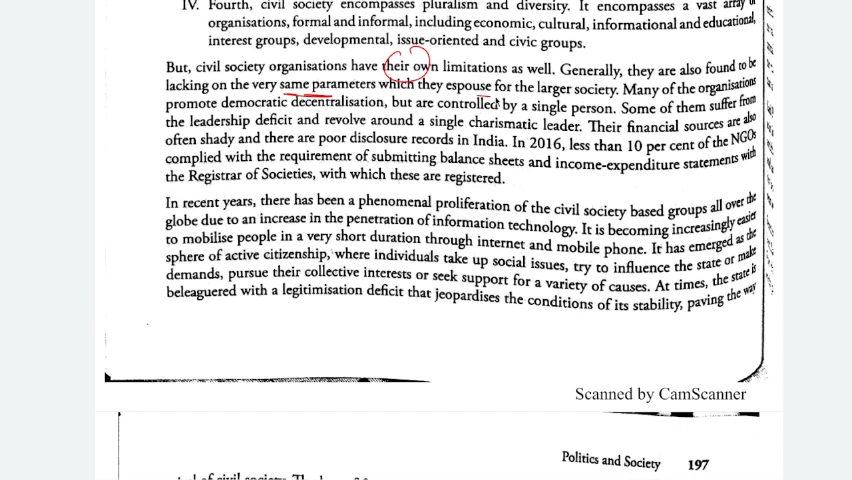 IV. Fourth, civil society encompasses pluralism and diversity. It encompasses a vast array of
organisations, formal and informal, including economic, cultural, informational and educational,
interest groups, developmental, issue-oriented and civic groups.
But, civil society organisations have their own limitations as well. Generally, they are also found to be
lacking on the very same parameters which they espouse for the larger society. Many of the organisations
promote democratic decentralisation, but are controlled by a single person. Some of them suffer from
the leadership deficit and revolve around a single charismatic leader. Their financial sources are also
often shady and there are poor disclosure records in India. In 2016, less than 10 per cent of the NGOs
complied with the requirement of submitting balance sheets and income-expenditure statements with
the Registrar of Societies, with which these are registered.
In recent years, there has been a phenomenal proliferation of the civil society based groups all over the
globe due to an increase in the penetration of information technology. It is becoming increasingly easier
to mobilise people in a very short duration through internet and mobile phone. It has emerged as the
sphere of active citizenship, where individuals take up social issues, try to influence the state or make
demands, pursue their collective interests or seek support for a variety of causes. At times, the state is
beleaguered with a legitimisation deficit that jeopardises the conditions of its stability, paving the way
Scanned by CamScanner
Politics and Society 197